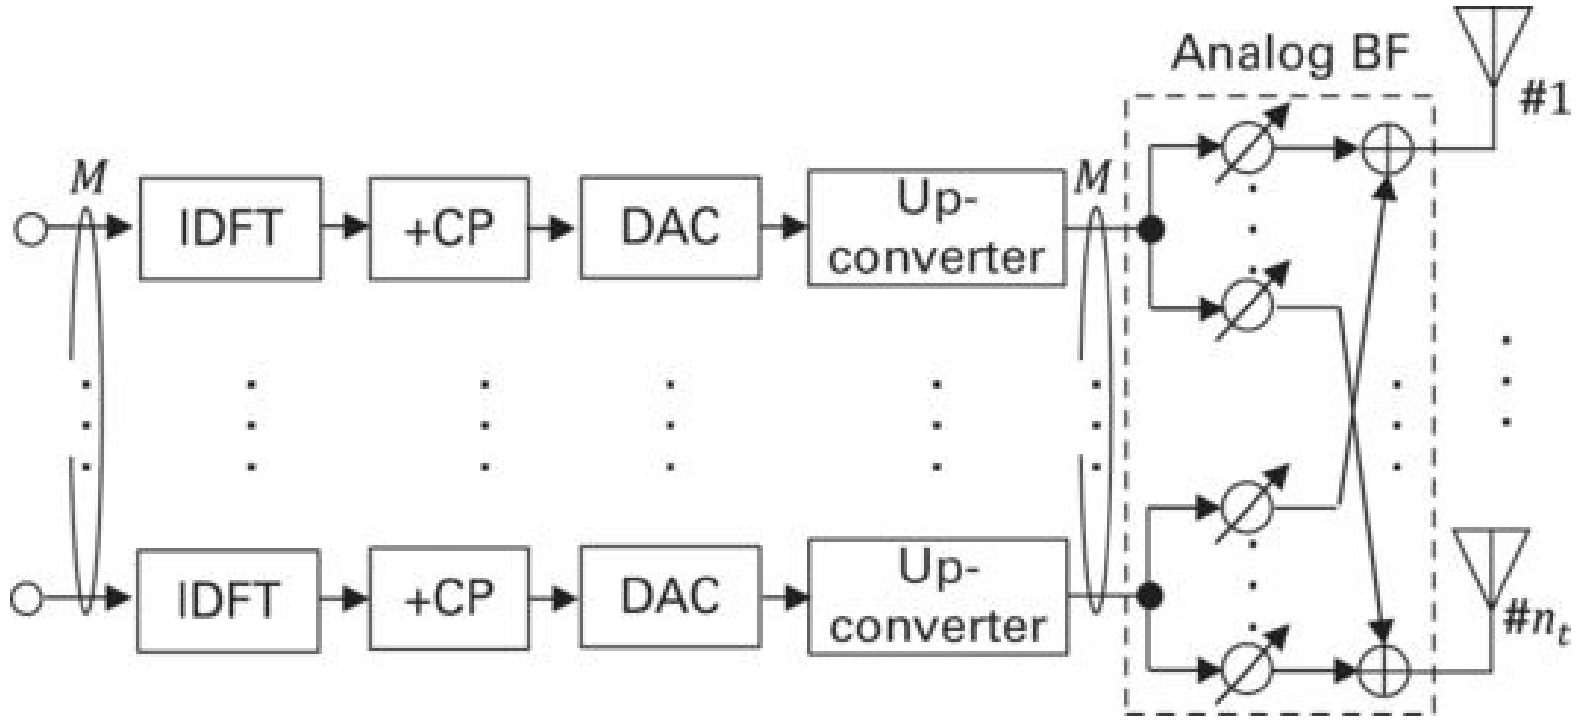 Analog BF
#1
M
M
IDFT
+CP
DAC
Up-
converter
IDFT
+CP
DAC
Up-
converter
#n_t